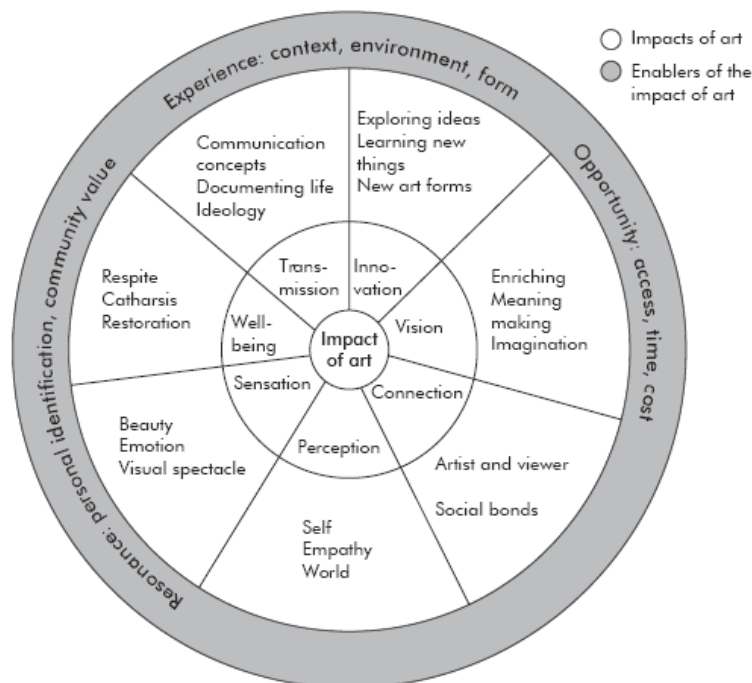 Impacts of art
Enablers of the
impact of art
Experience: context, environment, form
Opportunity: access, time, cost
Resonance: personal identification, community value
Communication
concepts
Documenting life
Ideology
Exploring ideas
Learning new
things
New art forms
Respite
Catharsis
Restoration
Enriching
Meaning
making
Imagination
Trans-
mission
Inno-
vation
Well-
being
Vision
Impact
of art
Sensation
Connection
Perception
Beauty
Emotion
Visual spectacle
Artist and viewer
Social bonds
Self
Empathy
World